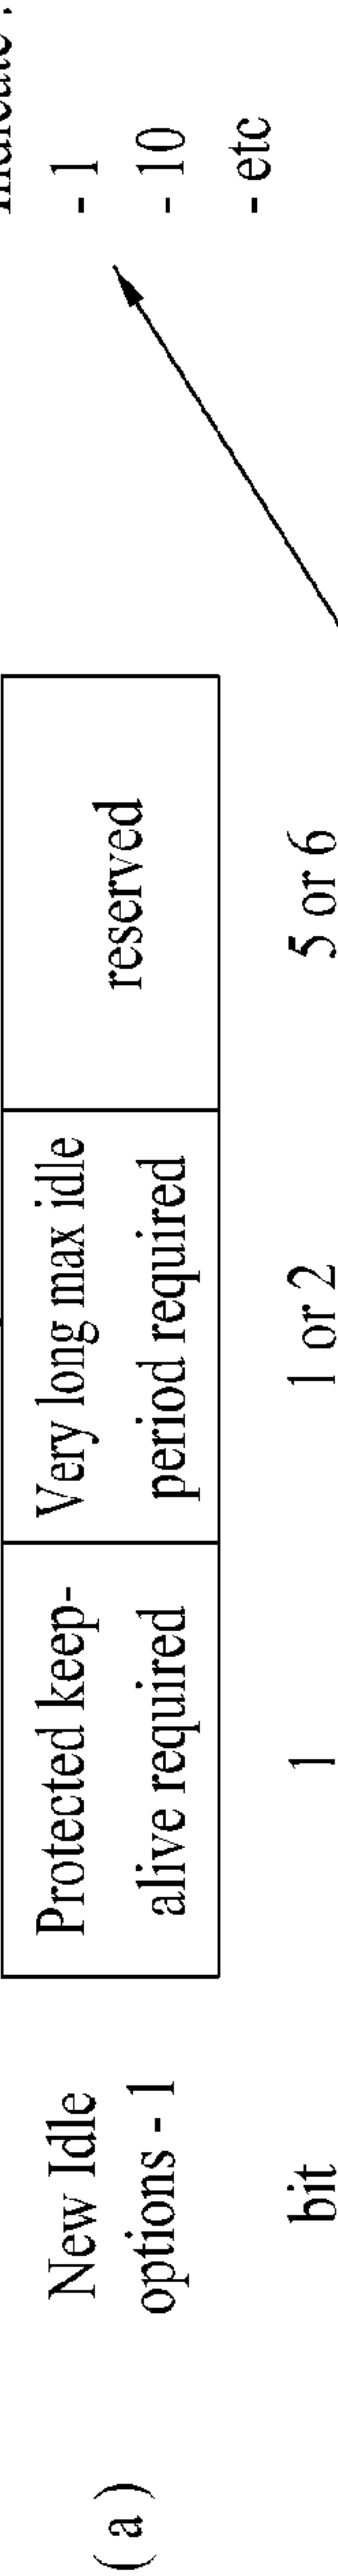 ( a )
New Idle
options - 1
Protected keep-
alive required
Very long max idle
period required
reserved
bit
1
1 or 2
5 or 6
- 1
- 10
- etc